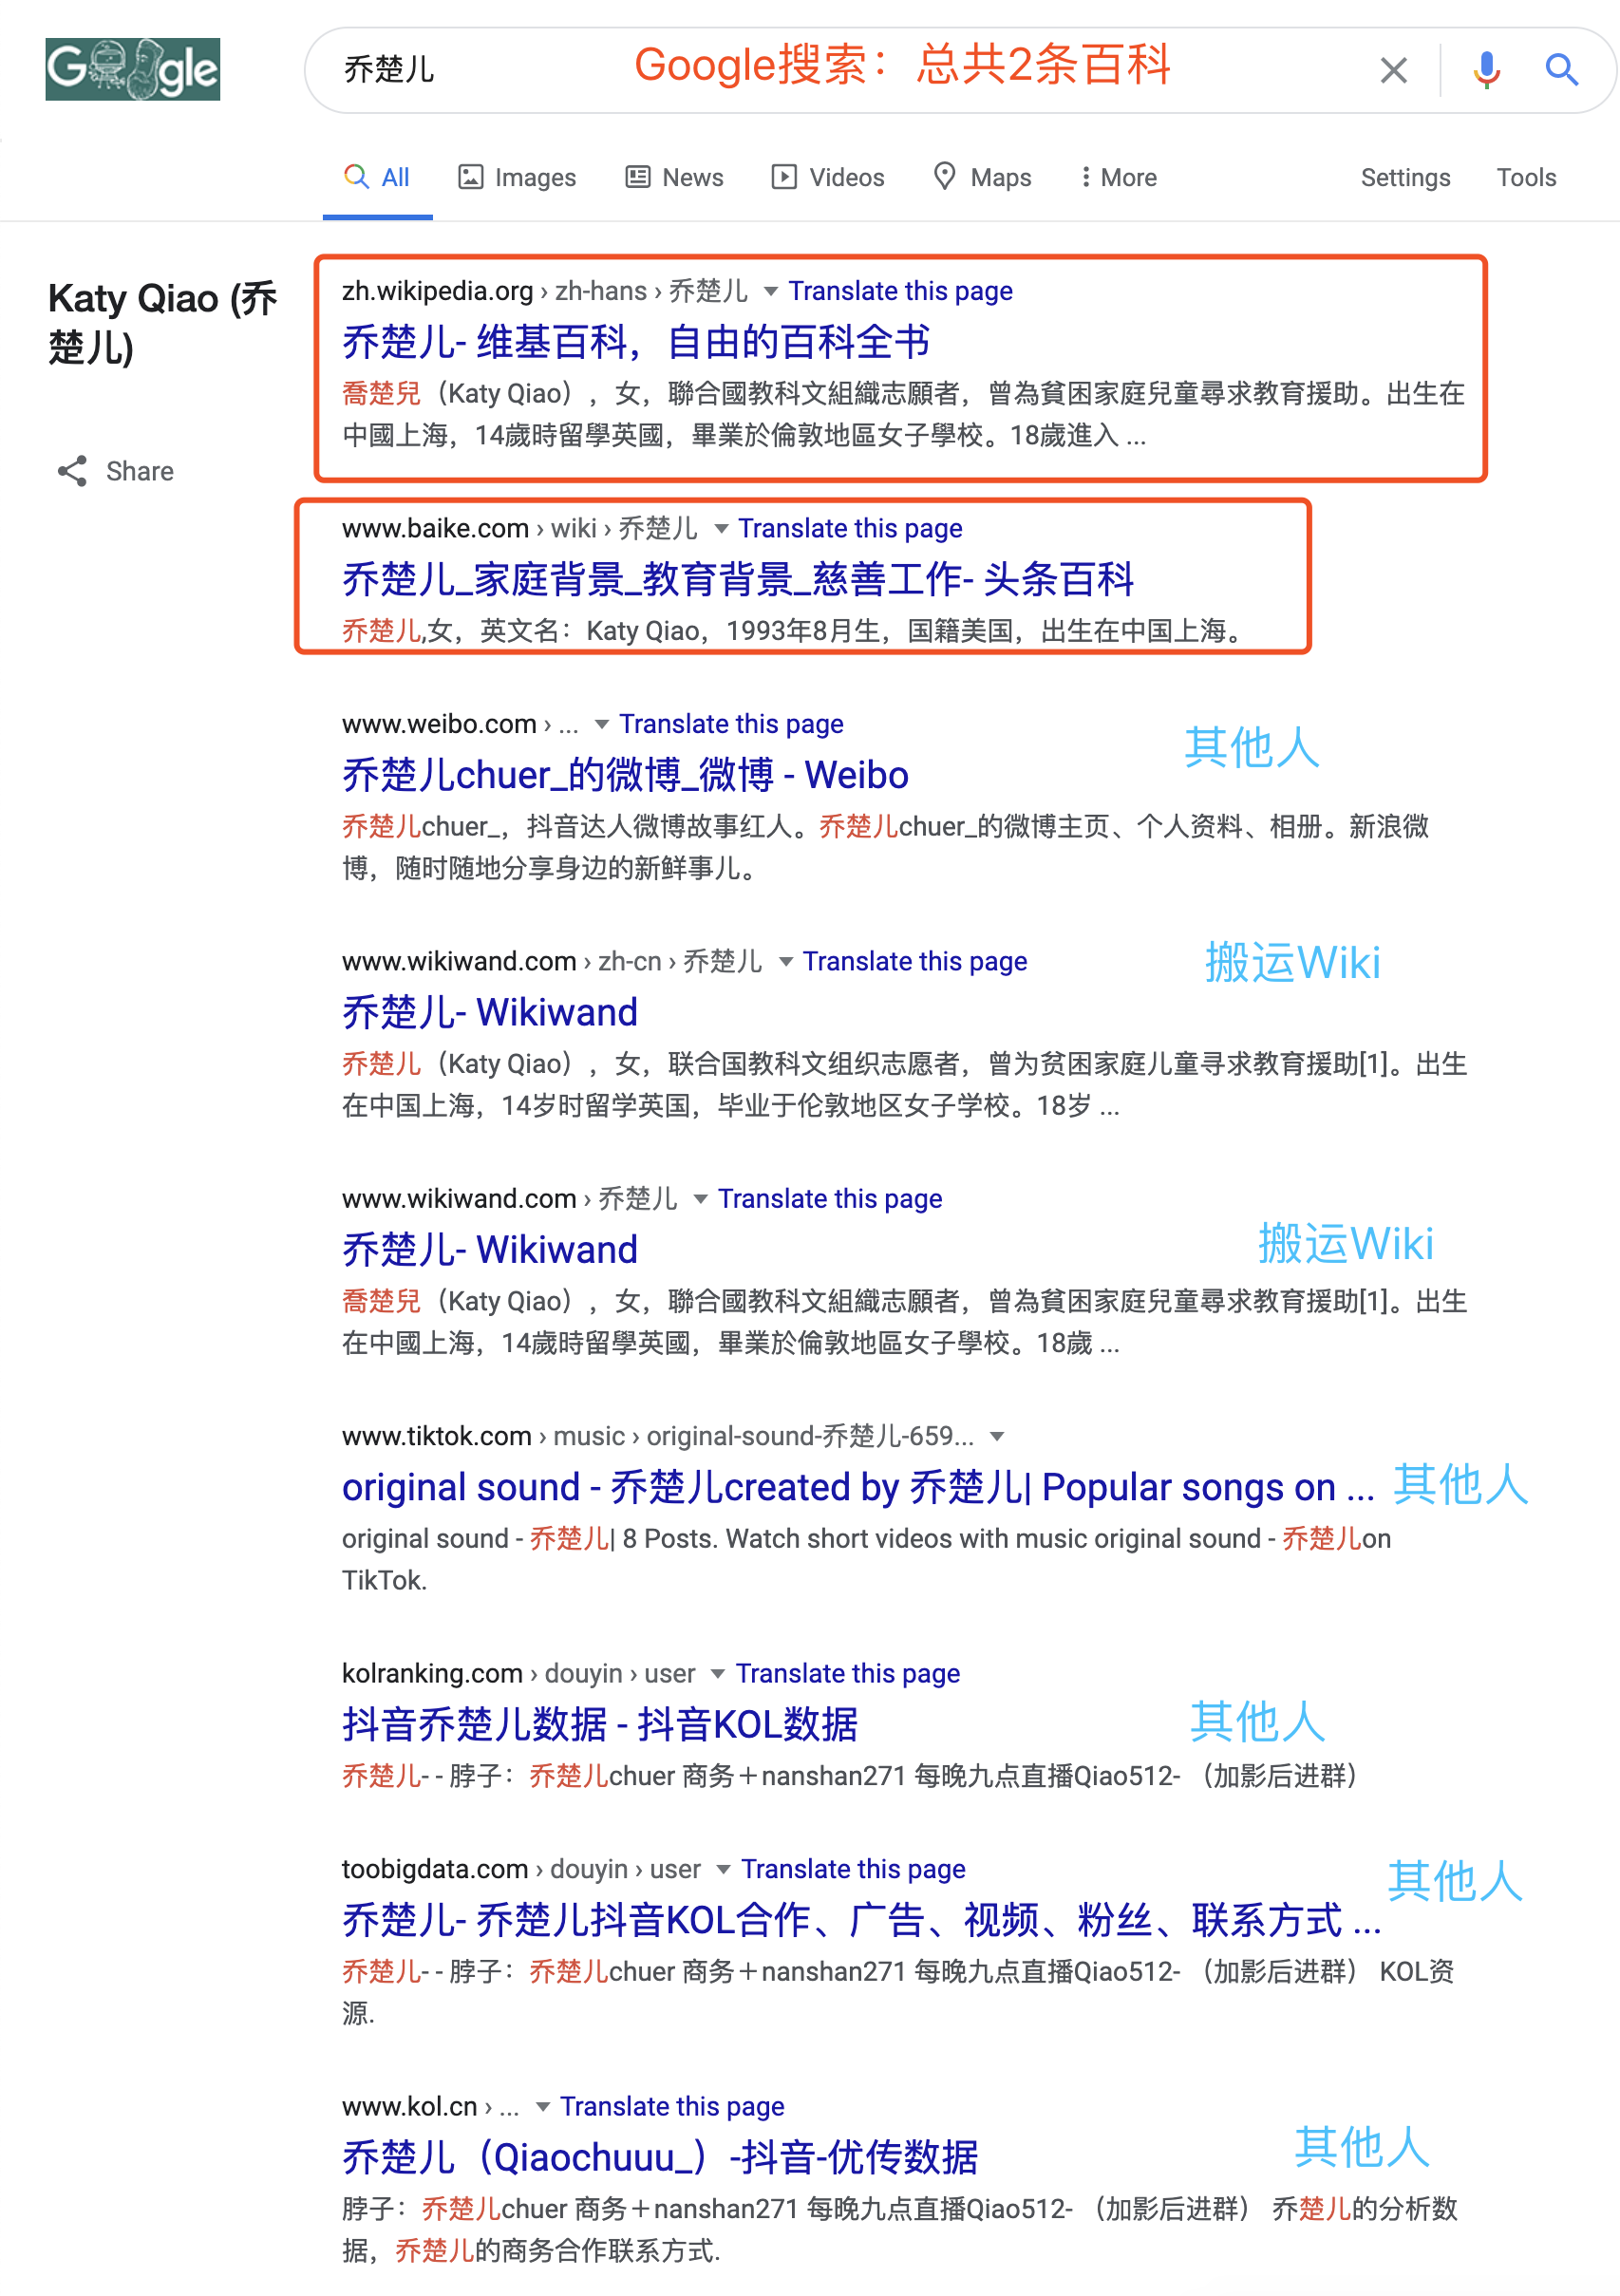 Google
乔楚儿
Google搜索：总共2条百科
All
Images
News
Videos
Maps
More
Settings
Tools
Katy Qiao (乔
楚儿)
Share
zh.wikipedia.org › zh-hans › 乔楚儿 Translate this page
乔楚儿- 维基百科，自由的百科全书
喬楚兒（Katy Qiao），女，聯合國教科文組織志願者，曾為貧困家庭兒童尋求教育援助。出生在
中國上海，14歲時留學英國，畢業於倫敦地區女子學校。18歲進入 ...
www.baike.com › wiki › 乔楚儿 Translate this page
乔楚儿_家庭背景_教育背景_慈善工作- 头条百科
乔楚儿,女，英文名：Katy Qiao，1993年8月生，国籍美国，出生在中国上海。
www.weibo.com › ... Translate this page
其他人
乔楚儿chuer_的微博_微博 - Weibo
乔楚儿chuer_，抖音达人微博故事红人。乔楚儿chuer_的微博主页、个人资料、相册。新浪微
博，随时随地分享身边的新鲜事儿。
www.wikiwand.com › zh-cn › 乔楚儿 Translate this page
搬运Wiki
乔楚儿- Wikiwand
乔楚儿（Katy Qiao），女，联合国教科文组织志愿者，曾为贫困家庭儿童寻求教育援助[1]。出生
在中国上海，14岁时留学英国，毕业于伦敦地区女子学校。18岁 ...
www.wikiwand.com › 乔楚儿 Translate this page
搬运Wiki
乔楚儿- Wikiwand
喬楚兒（Katy Qiao），女，聯合國教科文組織志願者，曾為貧困家庭兒童尋求教育援助[1]。出生
在中國上海，14歲時留學英國，畢業於倫敦地區女子學校。18歲 ...
www.tiktok.com › music › original-sound-乔楚儿-659...
original sound - 乔楚儿created by 乔楚儿| Popular songs on ...
其他人
original sound - 乔楚儿| 8 Posts. Watch short videos with music original sound - 乔楚儿on
TikTok.
kolranking.com › douyin › user Translate this page
抖音乔楚儿数据 - 抖音KOL数据
其他人
乔楚儿- - 脖子：乔楚儿chuer 商务＋nanshan271 每晚九点直播Qiao512- （加影后进群）
toobigdata.com › douyin › user Translate this page
其他人
乔楚儿- 乔楚儿抖音KOL合作、广告、视频、粉丝、联系方式 ...
乔楚儿- - 脖子：乔楚儿chuer 商务＋nanshan271 每晚九点直播Qiao512- （加影后进群） KOL资
源.
www.kol.cn › ... Translate this page
其他人
乔楚儿（Qiaochuuu_）-抖音-优传数据
脖子：乔楚儿chuer 商务＋nanshan271 每晚九点直播Qiao512- （加影后进群） 乔楚儿的分析数
据，乔楚儿的商务合作联系方式.